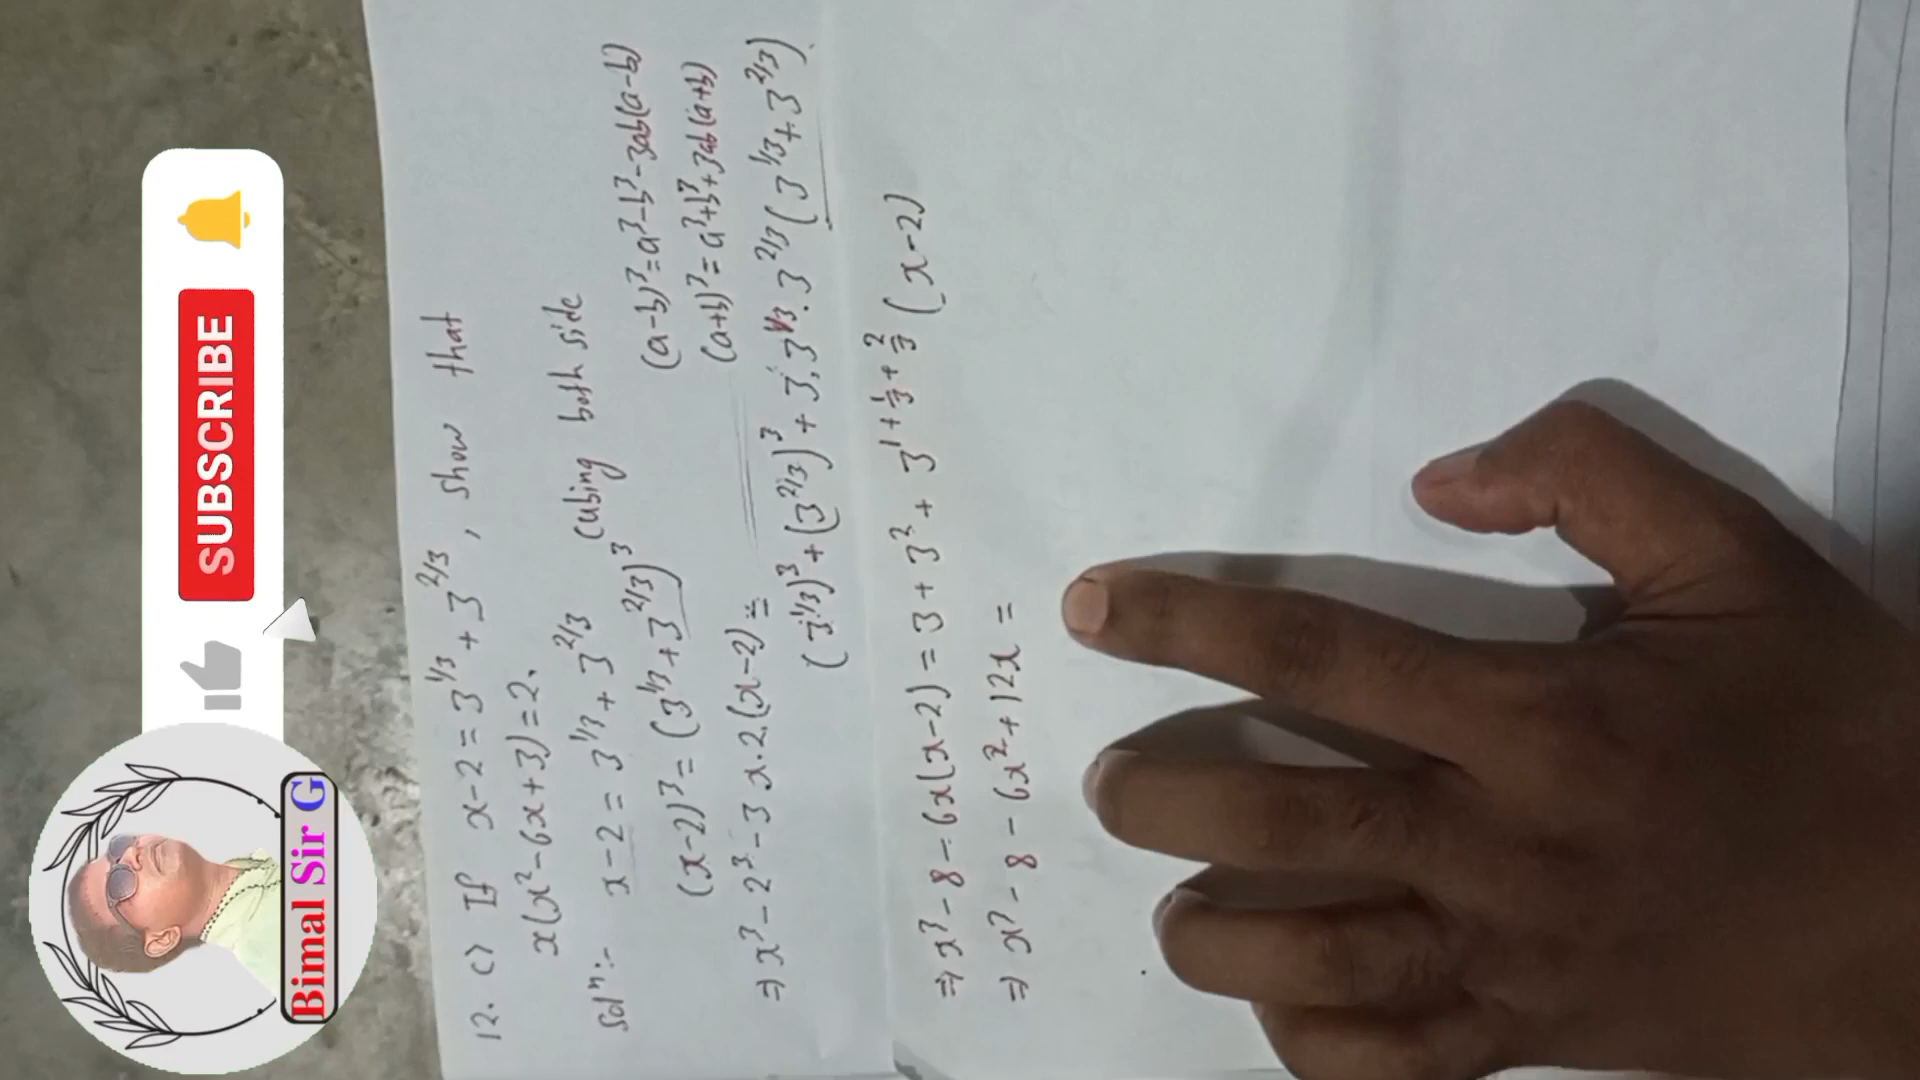 12. c) If x-2 = 3^1/3 + 3^2/3, show that
x(x²-6x+3) = 2.
Solⁿ:- x-2 = 3^1/3 + 3^2/3
(x-2)³ = (3^1/3 + 3^2/3)³ Cubing both side
(a-b)³ = a³-b³-3ab(a-b)
(a+b)³ = a³+b³+3ab(a+b)
⇒ x³-2³-3.x.2.(x-2) =
(3^1/3)³ + (3^2/3)³ + 3.3^1/3.3^2/3 (3^1/3 + 3^2/3)
⇒ x³-8-6x(x-2) = 3 + 3² + 3^1+1/3+2/3 (x-2)
⇒ x³-8-6x²+12x =
SUBSCRIBE
Bimal Sir G